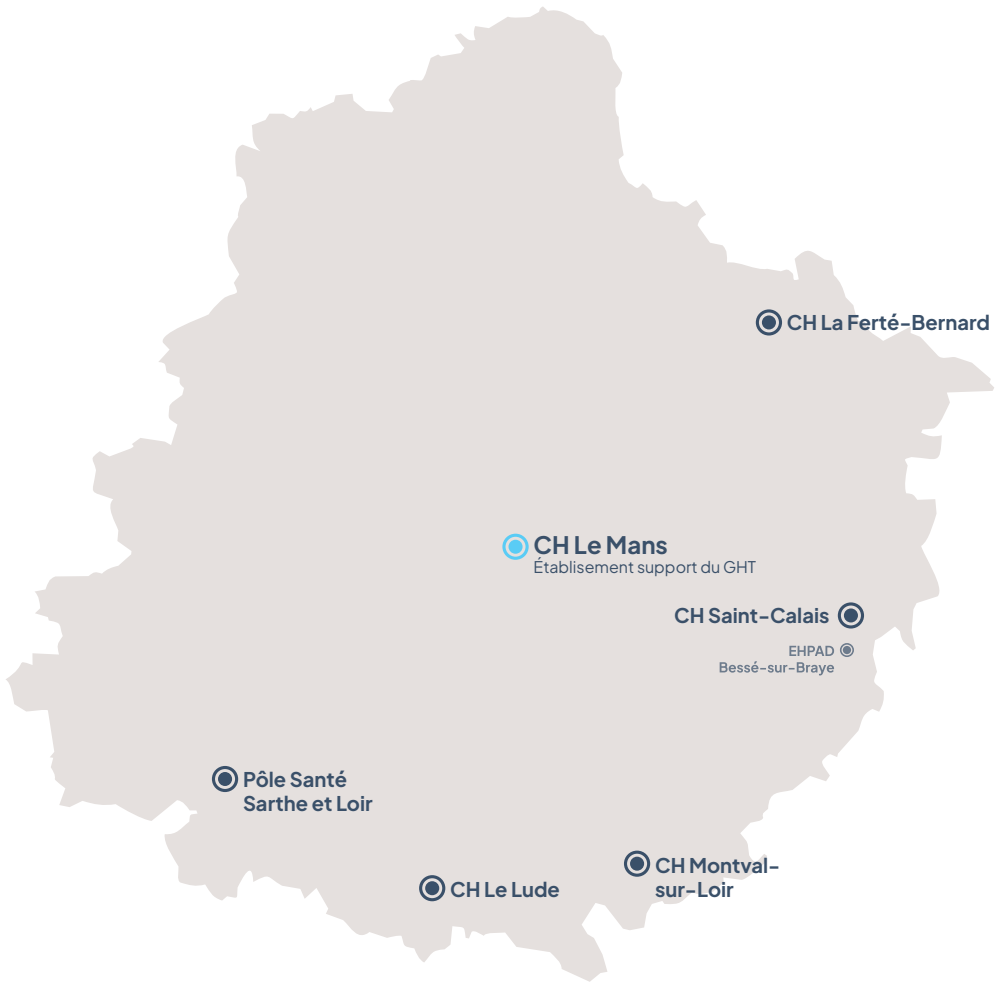 CH La Ferté-Bernard
CH Le Mans
Établisement support du GHT
CH Saint-Calais
EHPAD
Bessé-sur-Braye
Pôle Santé
Sarthe et Loir
CH Montval-
sur-Loir
CH Le Lude